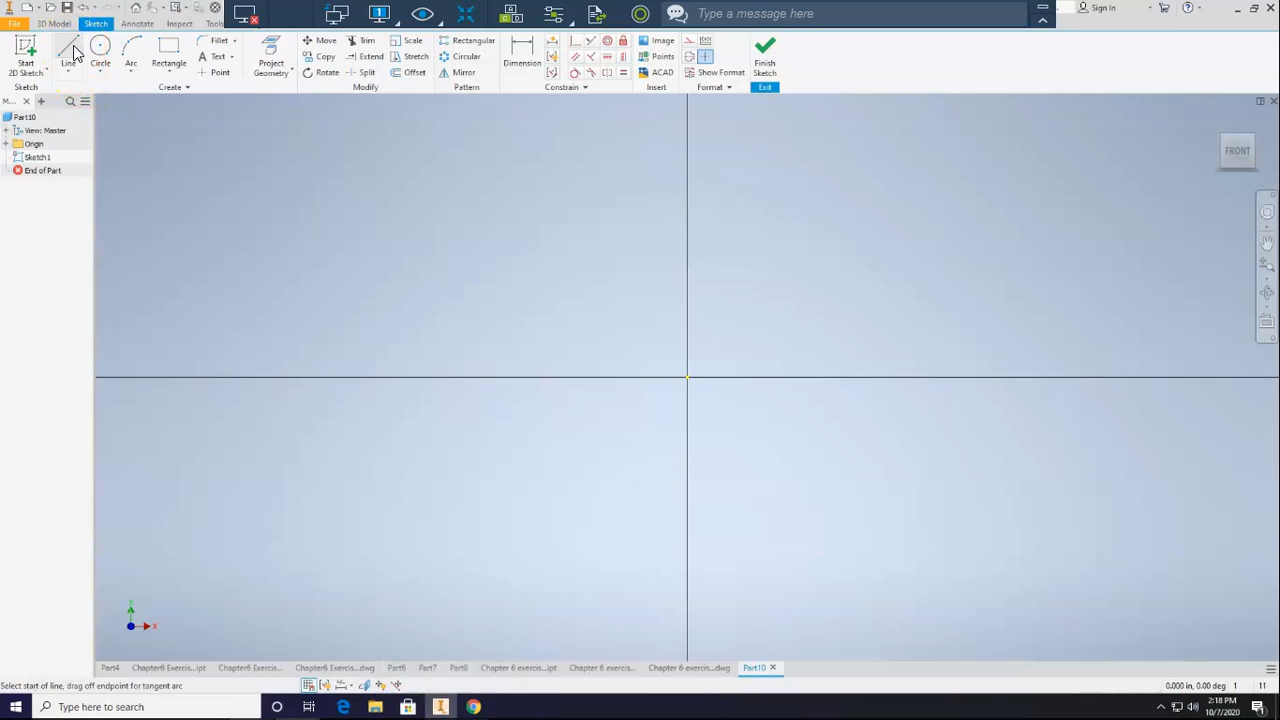 Type a message here
Sign In
File 3D Model Sketch Annotate Inspect Tools
Start
2D Sketch
Line
Circle
Arc
Rectangle
Fillet
Text
Point
Project
Geometry
Move
Copy
Rotate
Trim
Extend
Split
Scale
Stretch
Offset
Rectangular
Circular
Mirror
Dimension
Image
Points
ACAD
Show Format
Finish
Sketch
Sketch
Create
Modify
Pattern
Constrain
Insert
Format
Exit
M...
Part10
View: Master
Origin
Sketch1
End of Part
FRONT
X
Part4
Chapter6 Exercis...ipt
Chapter6 Exercis...
Chapter6 Exercis...dwg
Part6
Part7
Part8
Chapter 6 exercis...ipt
Chapter 6 exercis...
Chapter 6 exercis...dwg
Part10
Select start of line, drag off endpoint for tangent arc
0.000 in, 0.00 deg 1 11
Type here to search
2:18 PM
10/7/2020